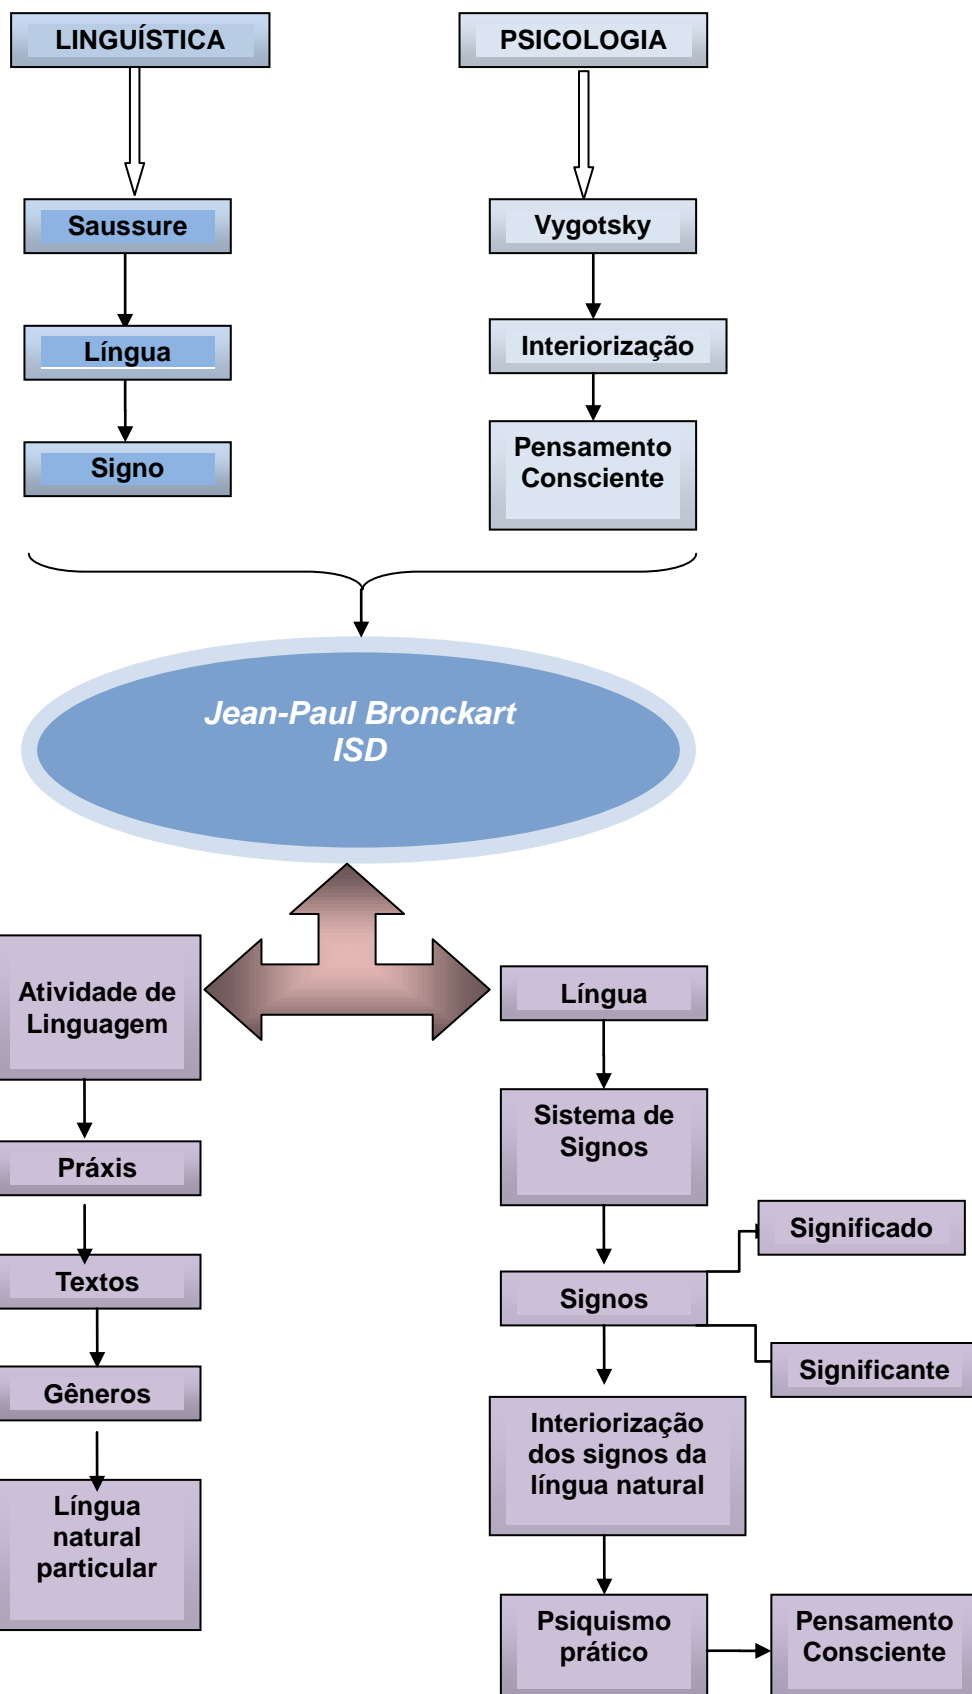 LINGUÍSTICA
PSICOLOGIA
Saussure
Vygotsky
Língua
Interiorização
Signo
Pensamento
Consciente
Jean-Paul Bronckart
ISD
Atividade de
Linguagem
Práxis
Textos
Gêneros
Língua
natural
particular
Língua
Sistema de
Signos
Signos
Significado
Significante
Interiorização
dos signos da
língua natural
Psiquismo
prático
Pensamento
Consciente